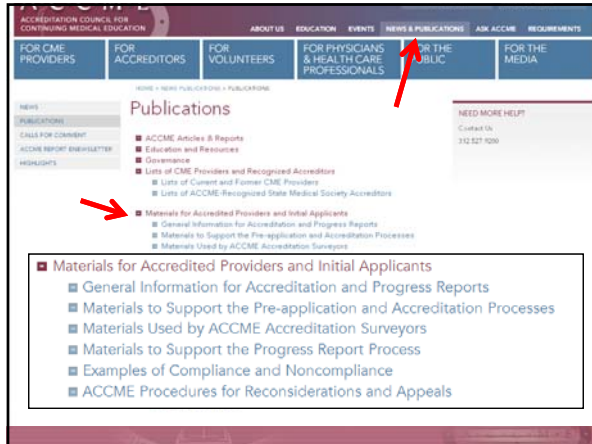 ACCREDITATION COUNCIL FOR
CONTINUING MEDICAL EDUCATION
ABOUT US EDUCATION EVENTS NEWS & PUBLICATIONS ASK ACCME REQUIREMENTS
FOR CME PROVIDERS
FOR ACCREDITORS
FOR VOLUNTEERS
FOR PHYSICIANS & HEALTH CARE PROFESSIONALS
FOR THE PUBLIC
FOR THE MEDIA
HOME > NEWS PUBLICATIONS > PUBLICATIONS
NEWS
PUBLICATIONS
CALLS FOR COMMENT
ACCME REPORT ENEWSLETTER
HIGHLIGHTS
Publications
ACCME Articles & Reports
Education and Resources
Governance
Lists of CME Providers and Recognized Accreditors
Lists of Current and Former CME Providers
Lists of ACCME-Recognized State Medical Society Accreditors
Materials for Accredited Providers and Initial Applicants
General Information for Accreditation and Progress Reports
Materials to Support the Pre-application and Accreditation Processes
Materials Used by ACCME Accreditation Surveyors
NEED MORE HELP?
Contact Us
312 527 9200
Materials for Accredited Providers and Initial Applicants
General Information for Accreditation and Progress Reports
Materials to Support the Pre-application and Accreditation Processes
Materials Used by ACCME Accreditation Surveyors
Materials to Support the Progress Report Process
Examples of Compliance and Noncompliance
ACCME Procedures for Reconsiderations and Appeals